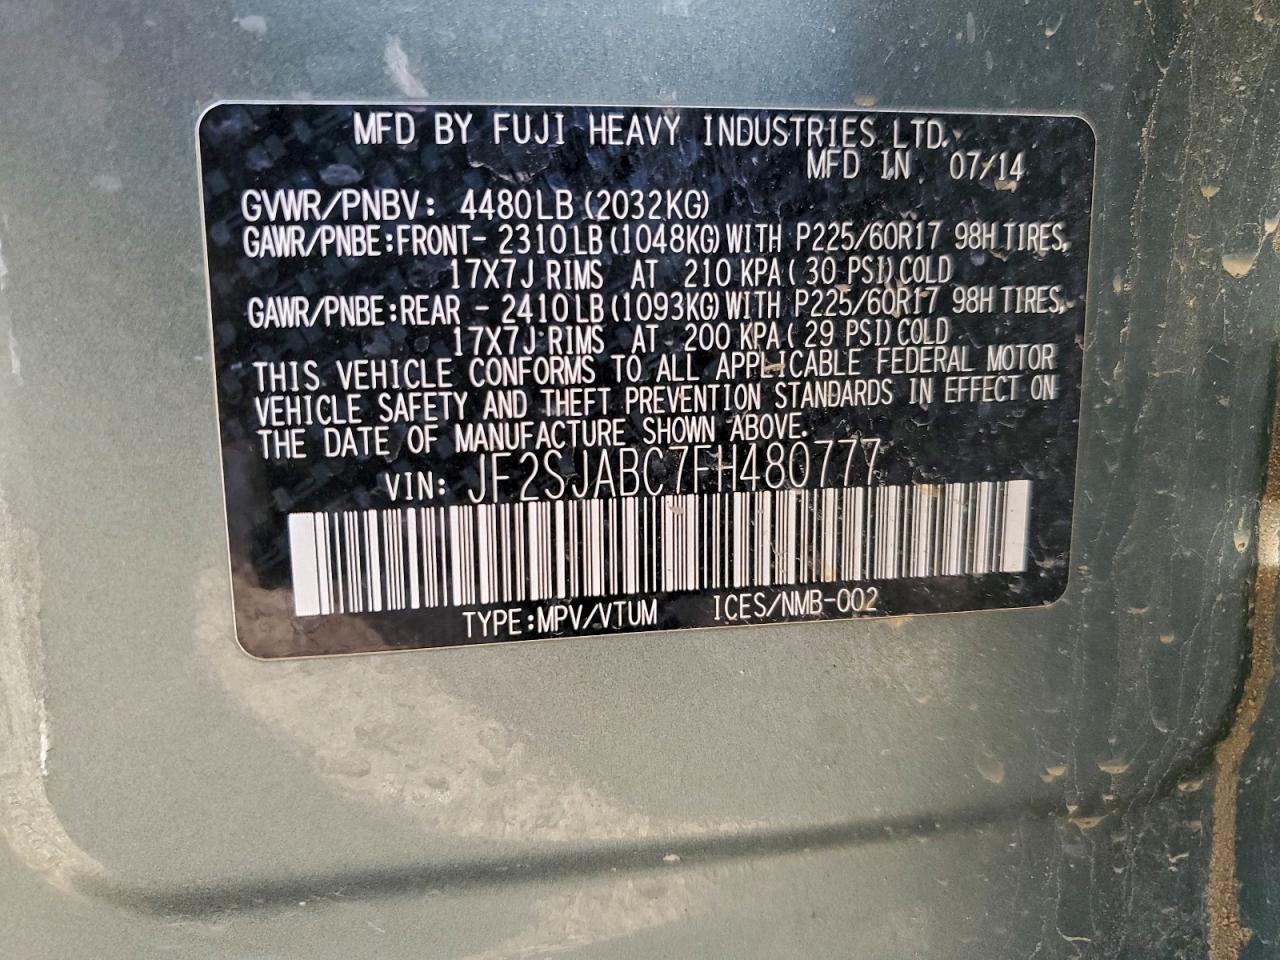 MFD BY FUJI HEAVY INDUSTRIES LTD.
MFD IN 07/14
GVWR/PNBV: 4480LB(2032KG)
GAWR/PNBE:FRONT- 2310LB(1048KG)WITH P225/60R17 98H TIRES,
17X7J RIMS AT 210 KPA(30 PSI)COLD
GAWR/PNBE:REAR - 2410LB(1093KG)WITH P225/60R17 98H TIRES,
17X7J RIMS AT 200 KPA(29 PSI)COLD
THIS VEHICLE CONFORMS TO ALL APPLICABLE FEDERAL MOTOR
VEHICLE SAFETY AND THEFT PREVENTION STANDARDS IN EFFECT ON
THE DATE OF MANUFACTURE SHOWN ABOVE.
VIN: JF2SJABC7FH480777
TYPE:MPV/VTUM ICES/NMB-002